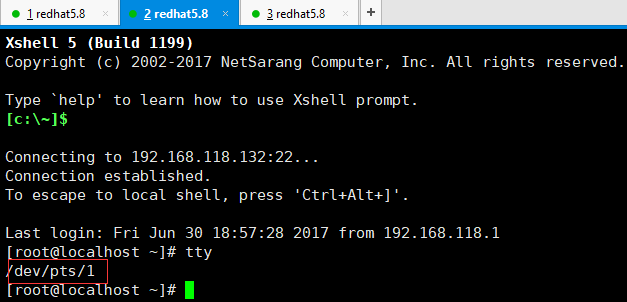 1 redhat5.8 × 2 redhat5.8 × 3 redhat5.8 × +
Xshell 5 (Build 1199)
Copyright (c) 2002-2017 NetSarang Computer, Inc. All rights reserved.
Type `help' to learn how to use Xshell prompt.
[c:\~]$
Connecting to 192.168.118.132:22...
Connection established.
To escape to local shell, press 'Ctrl+Alt+]'.
Last login: Fri Jun 30 18:57:28 2017 from 192.168.118.1
[root@localhost ~]# tty
/dev/pts/1
[root@localhost ~]#